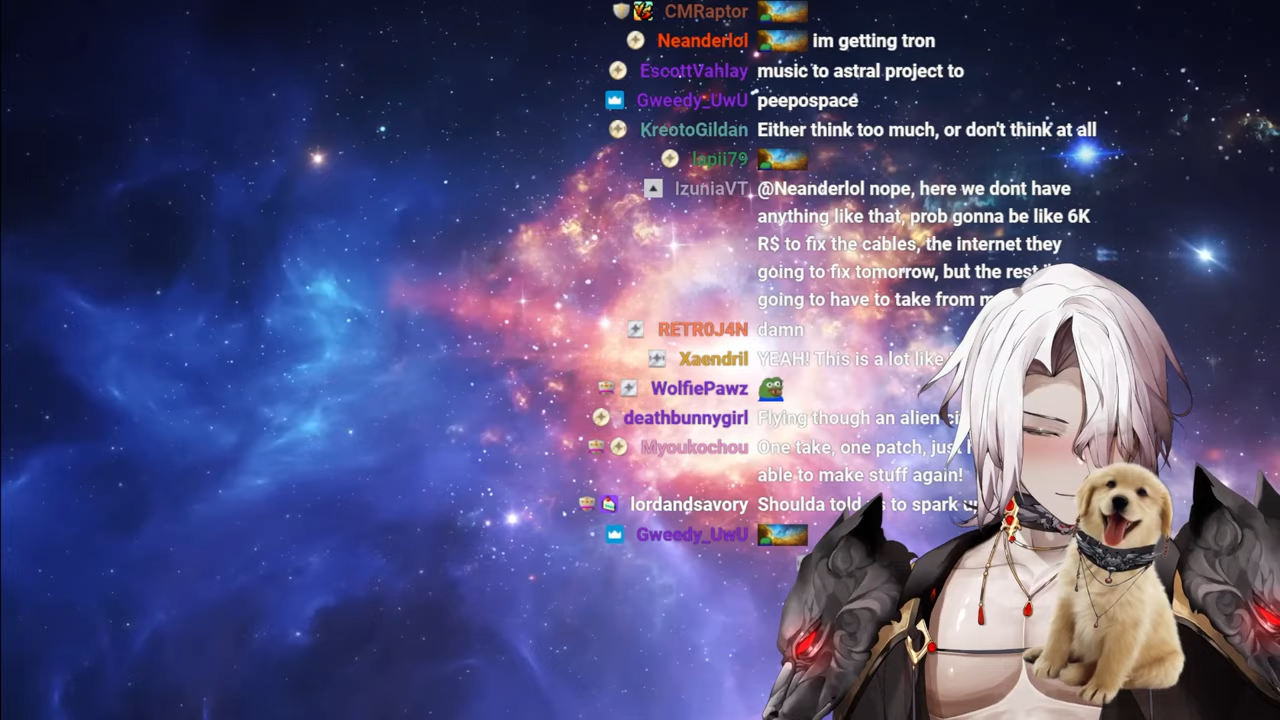 CMRaptor
Neanderlol im getting tron
EscottVahlay music to astral project to
Gweedy_UwU peepospace
KreotoGildan Either think too much, or don't think at all
lapii79
IzuniaVT @Neanderlol nope, here we dont have
anything like that, prob gonna be like 6K
R$ to fix the cables, the internet they
going to fix tomorrow, but the rest
going to have to take from
RETR0J4N damn
Xaendril YEAH! This is a lot like
WolfiePawz
deathbunnygirl Flying though an alien
Myoukochou One take, one patch, just
able to make stuff again!
lordandsavory Shoulda told to spark
Gweedy_UwU